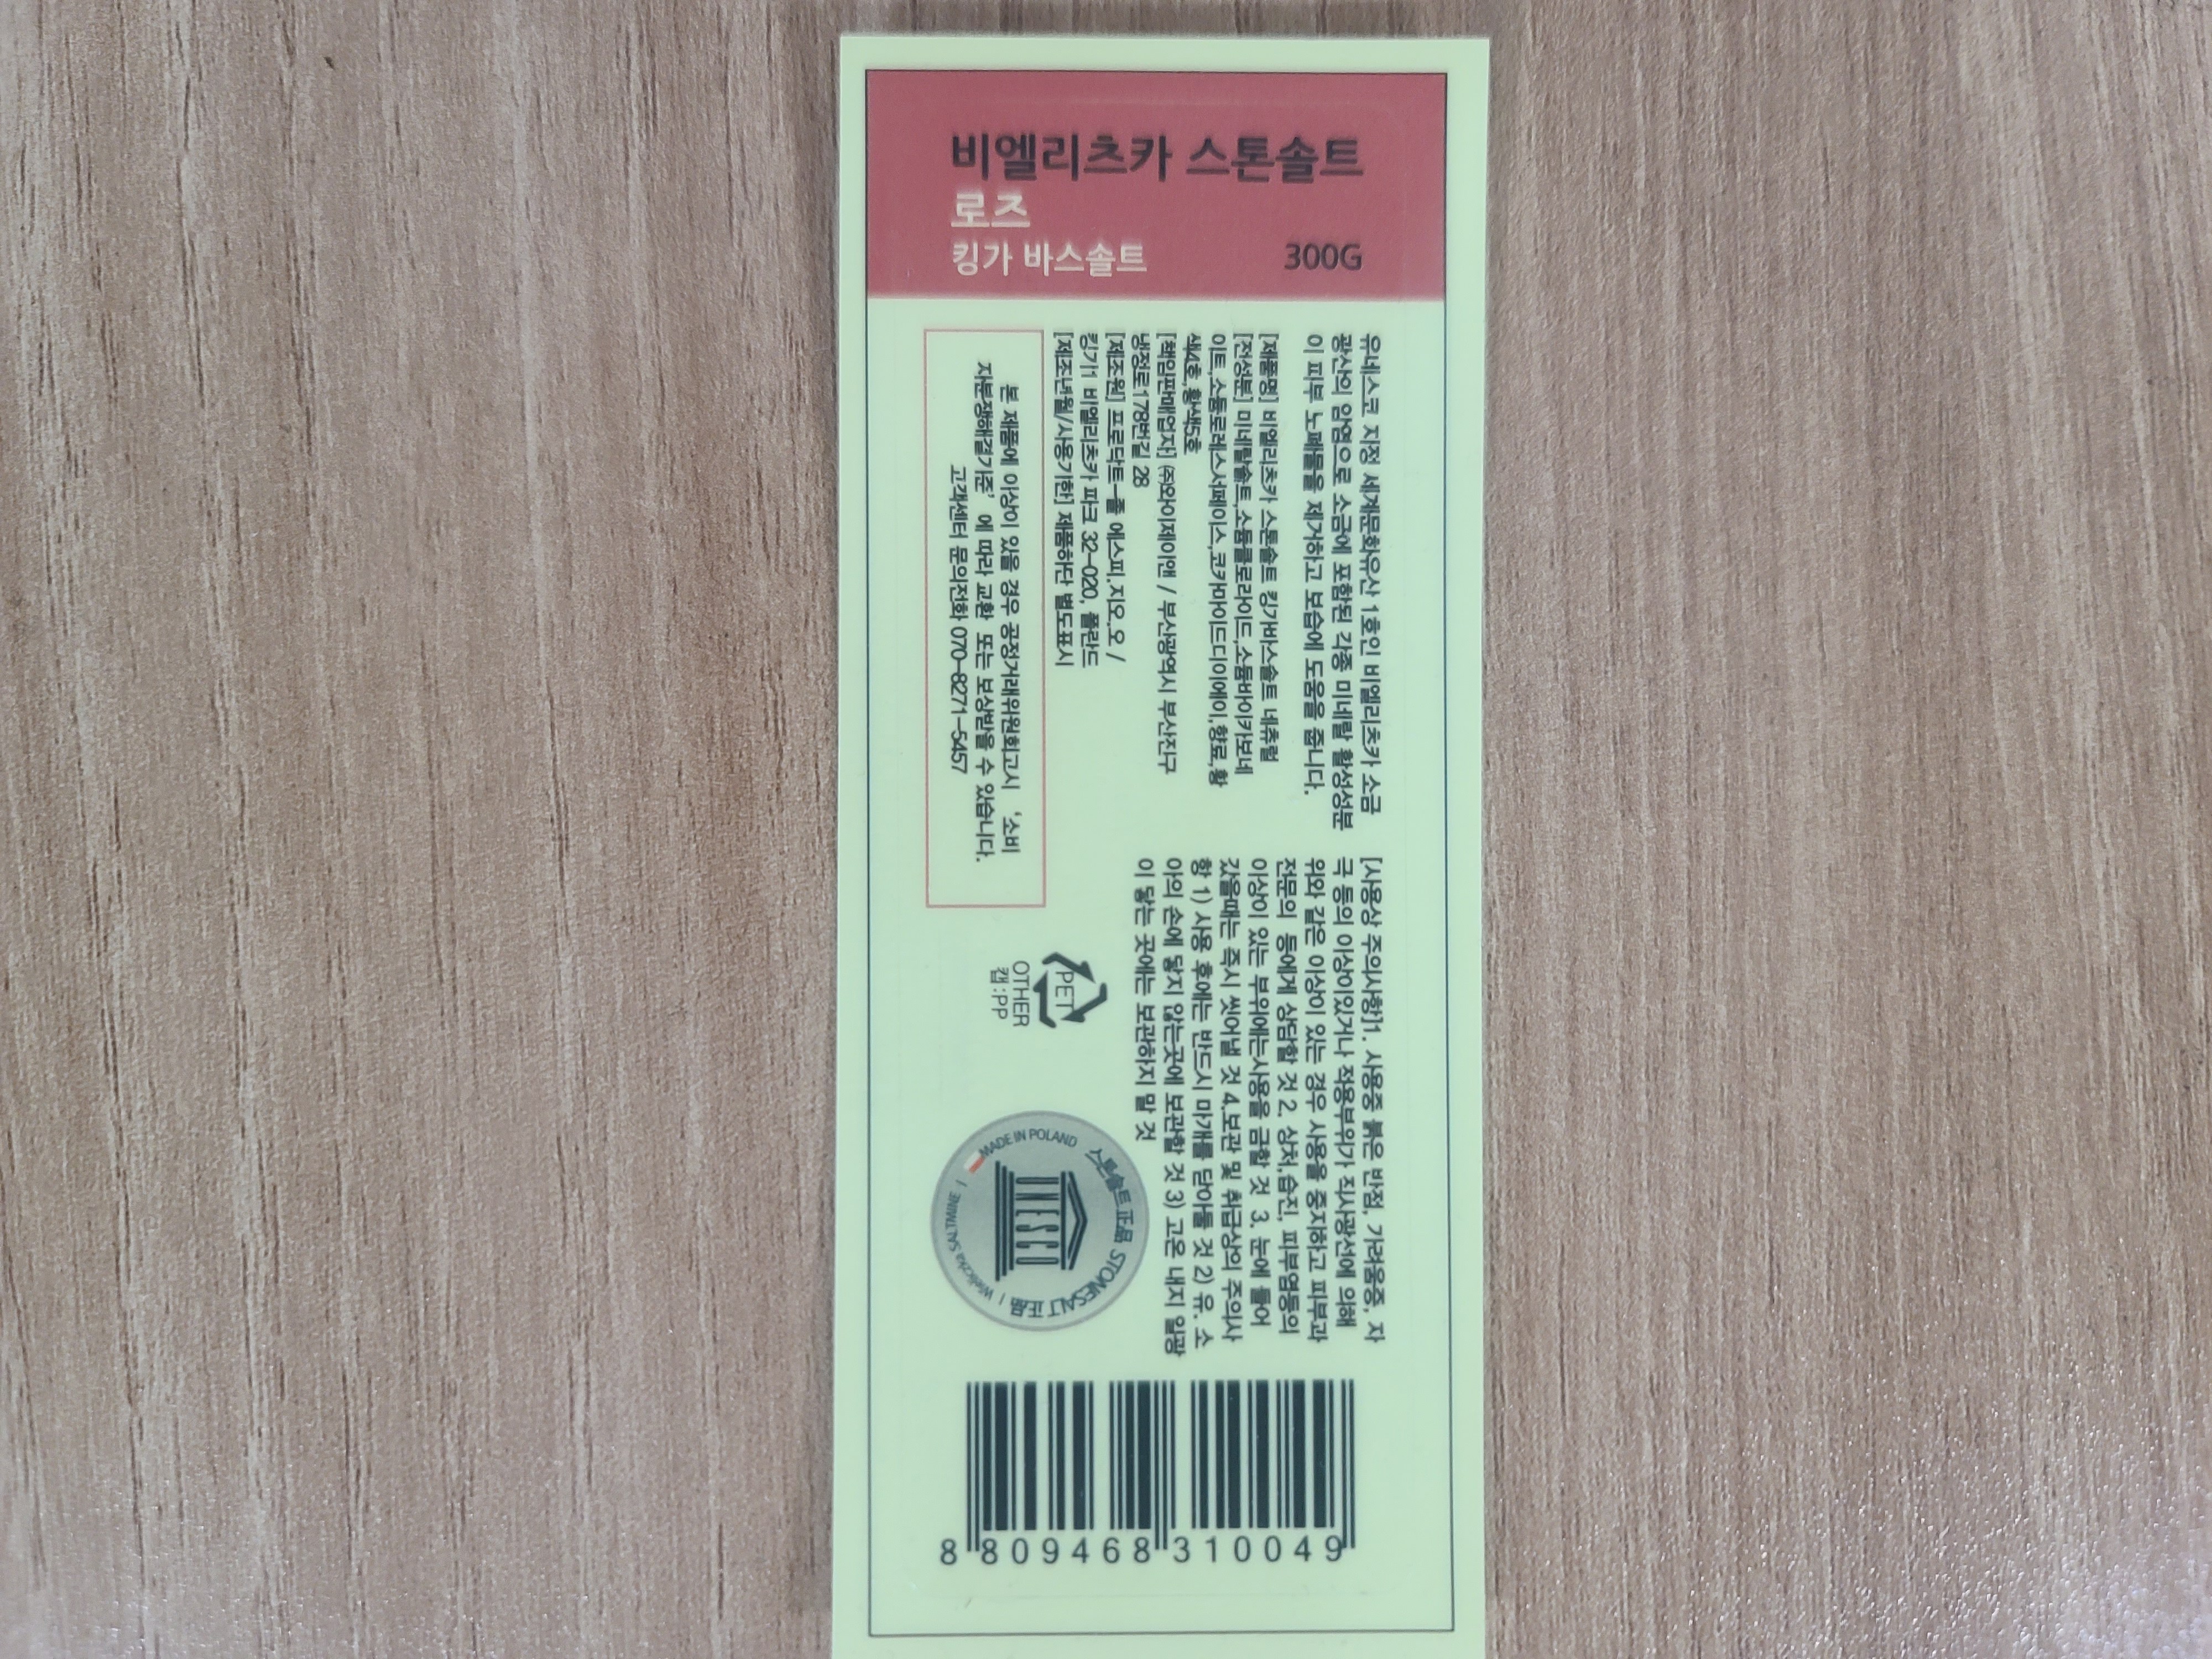 비엘리츠카 스톤솔트
로즈
킹가 바스솔트
300G
유네스코 지정 세계문화유산 1호인 비엘리츠카 소금
광산의 암염으로 소금에 포함된 각종 미네랄 활성성분
이 피부 노폐물을 제거하고 보습에 도움을 줍니다.
[제품명] 비엘리츠카 스톤솔트 킹가바스솔트 네츄럴
[전성분] 미네랄솔트,소듐클로라이드,소듐바이카보네
이트,소듐로레스서페이스,코카마이드디이에이,향료,황
색4호,황색5호
[책임판매업자] ㈜와이제이앤 / 부산광역시 부산진구
냉정로178번길 28
[제조원] 프로닥트-졸 에스피.지오.오 /
킹가1 비엘리츠카 파크 32-020, 폴란드
[제조년월/사용기한] 제품하단 별도표시
본 제품에 이상이 있을 경우 공정거래위원회고시 '소비
자분쟁해결기준' 에 따라 교환 또는 보상받을 수 있습니다.
고객센터 문의전화 070-8271-5457
[사용상 주의사항]1. 사용중 붉은 반점, 가려움증, 자
극 등의 이상이있거나 적용부위가 직사광선에 의해
위와 같은 이상이 있는 경우 사용을 중지하고 피부과
전문의 등에게 상담할 것 2. 상처,습진, 피부염등의
이상이 있는 부위에는사용을 금할 것 3. 눈에 들어
갔을때는 즉시 씻어낼 것 4.보관 및 취급상의 주의사
항 1) 사용 후에는 반드시 마개를 닫아둘 것 2) 유. 소
아의 손에 닿지 않는곳에 보관할 것 3) 고온 내지 일광
이 닿는 곳에는 보관하지 말 것
PET
OTHER
캡:PP
스톤솔트 正品 STONESALT 正品
MADE IN POLAND
Wieliczka SALTMINE
UNESCO
8 809468 310049